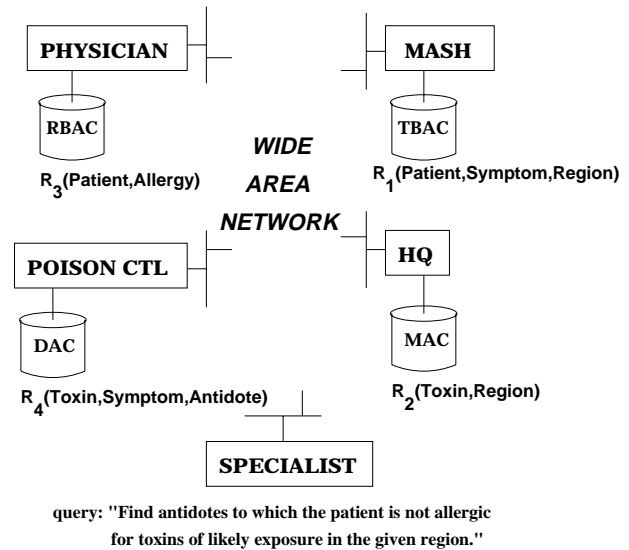 PHYSICIAN
MASH
RBAC
TBAC
WIDE
AREA
NETWORK
R3(Patient,Allergy)
R1(Patient,Symptom,Region)
POISON CTL
HQ
DAC
MAC
R4(Toxin,Symptom,Antidote)
R2(Toxin,Region)
SPECIALIST
query: "Find antidotes to which the patient is not allergic
for toxins of likely exposure in the given region."